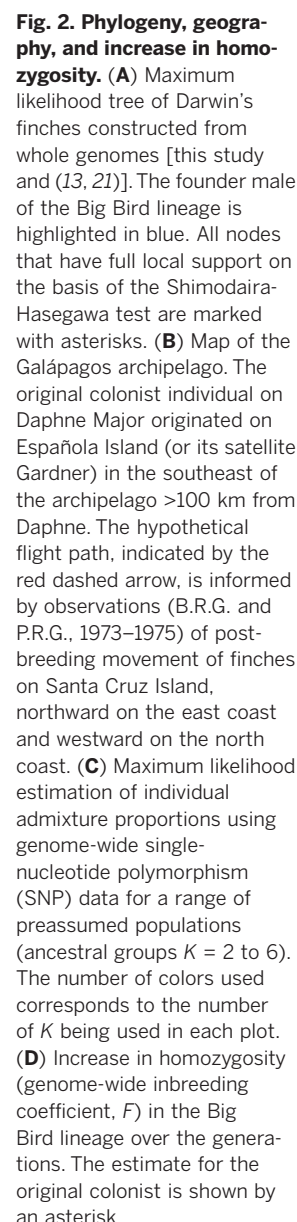 Fig. 2. Phylogeny, geogra-
phy, and increase in homo-
zygosity. (A) Maximum
likelihood tree of Darwin’s
finches constructed from
whole genomes [this study
and (13, 21)]. The founder male
of the Big Bird lineage is
highlighted in blue. All nodes
that have full local support on
the basis of the Shimodaira-
Hasegawa test are marked
with asterisks. (B) Map of the
Galápagos archipelago. The
original colonist individual on
Daphne Major originated on
Española Island (or its satellite
Gardner) in the southeast of
the archipelago >100 km from
Daphne. The hypothetical
flight path, indicated by the
red dashed arrow, is informed
by observations (B.R.G. and
P.R.G., 1973–1975) of post-
breeding movement of finches
on Santa Cruz Island,
northward on the east coast
and westward on the north
coast. (C) Maximum likelihood
estimation of individual
admixture proportions using
genome-wide single-
nucleotide polymorphism
(SNP) data for a range of
preassumed populations
(ancestral groups K = 2 to 6).
The number of colors used
corresponds to the number
of K being used in each plot.
(D) Increase in homozygosity
(genome-wide inbreeding
coefficient, F) in the Big
Bird lineage over the genera-
tions. The estimate for the
original colonist is shown by
an asterisk